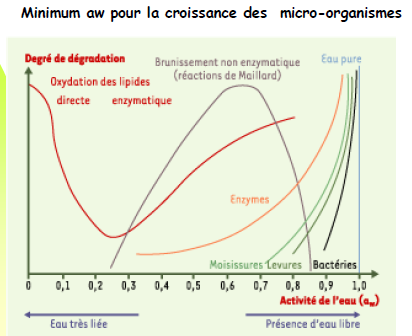 Minimum aw pour la croissance des micro-organismes
Degré de dégradation
Brunissement non enzymatique
(réactions de Maillard)
Eau pure
Oxydation des lipides
directe enzymatique
Enzymes
Moisissures Levures Bactéries
0 0,1 0,2 0,3 0,4 0,5 0,6 0,7 0,8 0,9 1,0
Activité de l'eau (aw)
Eau très liée
Présence d'eau libre